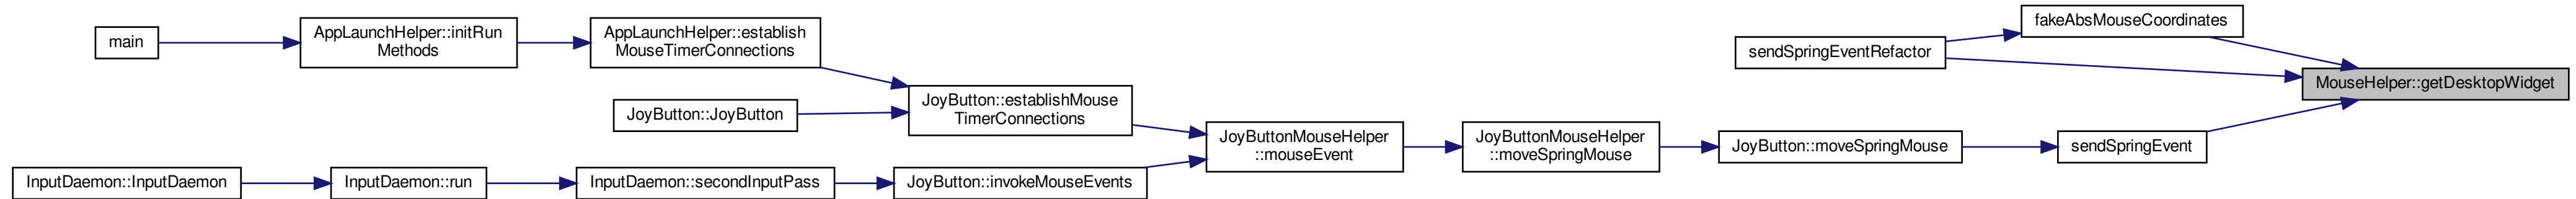 main
AppLaunchHelper::initRun
Methods
AppLaunchHelper::establish
MouseTimerConnections
JoyButton::JoyButton
JoyButton::establishMouse
TimerConnections
InputDaemon::InputDaemon
InputDaemon::run
InputDaemon::secondInputPass
JoyButton::invokeMouseEvents
JoyButtonMouseHelper
::mouseEvent
JoyButtonMouseHelper
::moveSpringMouse
JoyButton::moveSpringMouse
sendSpringEventRefactor
fakeAbsMouseCoordinates
sendSpringEvent
MouseHelper::getDesktopWidget